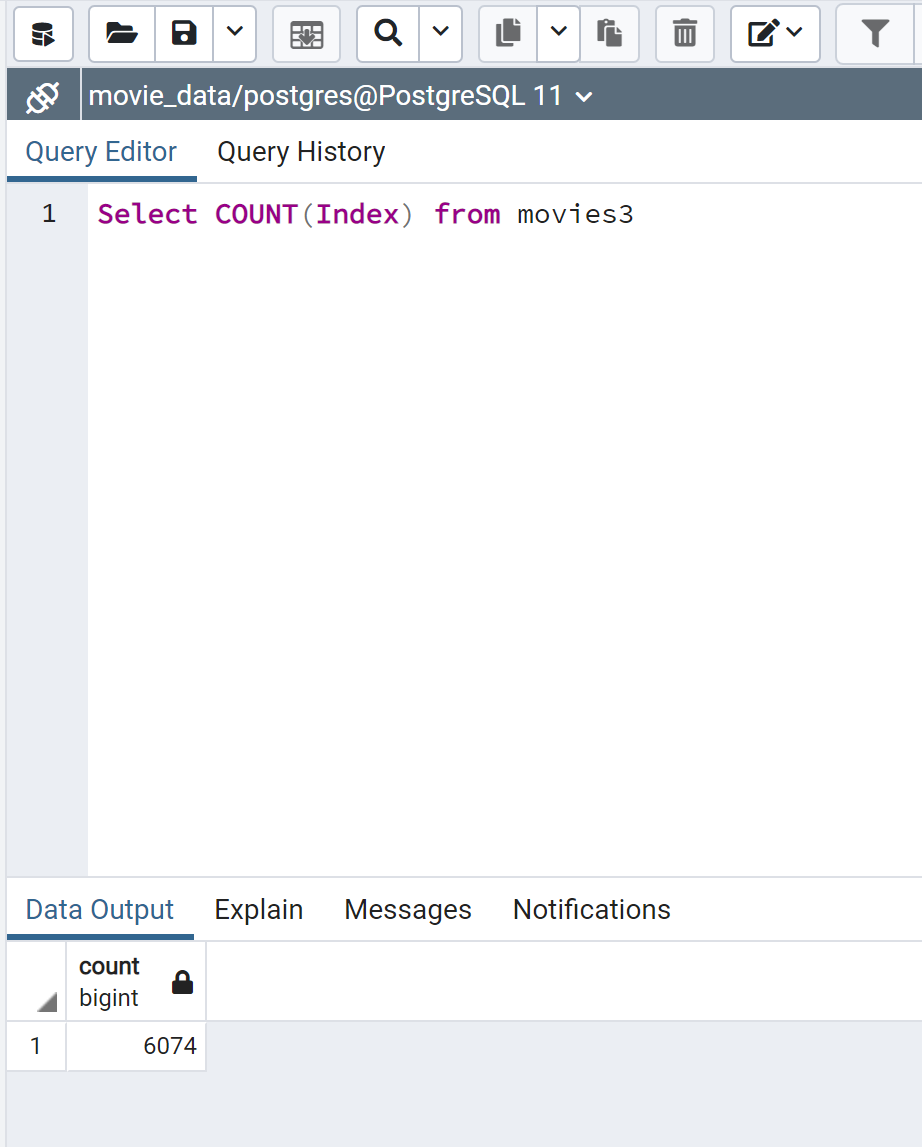 movie_data/postgres@PostgreSQL 11
Query Editor Query History
1 Select COUNT(Index) from movies3
Data Output Explain Messages Notifications
count
bigint
1 6074